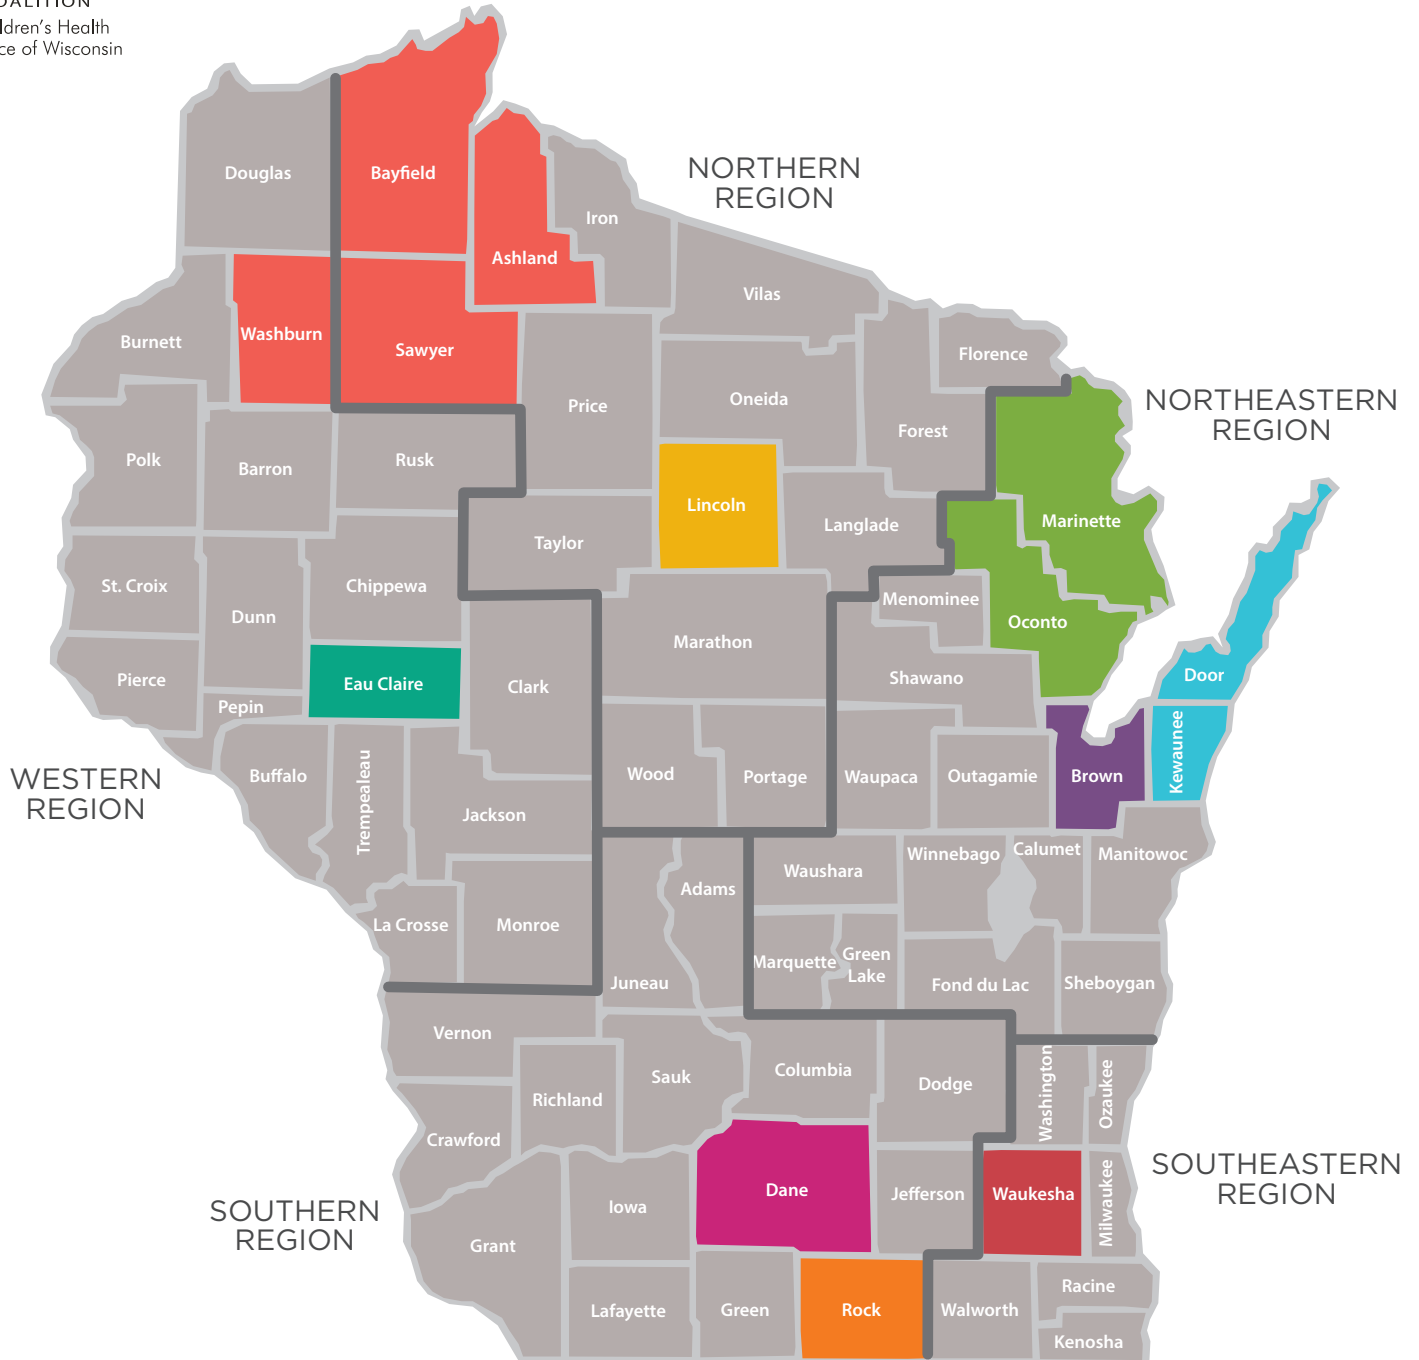 dren's Health
ce of Wisconsin
NORTHERN
REGION
Douglas
Bayfield
Iron
Ashland
Vilas
Burnett
Washburn
Sawyer
Florence
NORTHEASTERN
REGION
Price
Oneida
Forest
Polk
Barron
Rusk
Lincoln
Langlade
Marinette
Taylor
St. Croix
Chippewa
Menominee
Dunn
Oconto
Marathon
Pierce
Eau Claire
Clark
Shawano
Door
Pepin
Kewaunee
WESTERN
REGION
Buffalo
Trempealeau
Wood
Portage
Waupaca
Outagamie
Brown
Jackson
Winnebago
Calumet
Manitowoc
Waushara
Adams
La Crosse
Monroe
Juneau
Marquette
Green
Lake
Fond du Lac
Sheboygan
Vernon
Sauk
Columbia
Dodge
Washington
Ozaukee
Richland
Crawford
SOUTHEASTERN
REGION
SOUTHERN
REGION
Iowa
Dane
Jefferson
Waukesha
Milwaukee
Grant
Lafayette
Green
Rock
Walworth
Racine
Kenosha